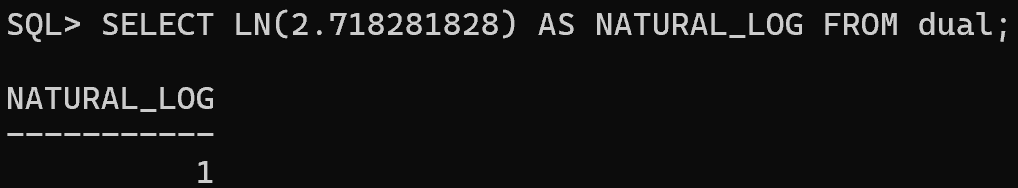 SQL> SELECT LN(2.718281828) AS NATURAL_LOG FROM dual;
NATURAL_LOG
-----------
1